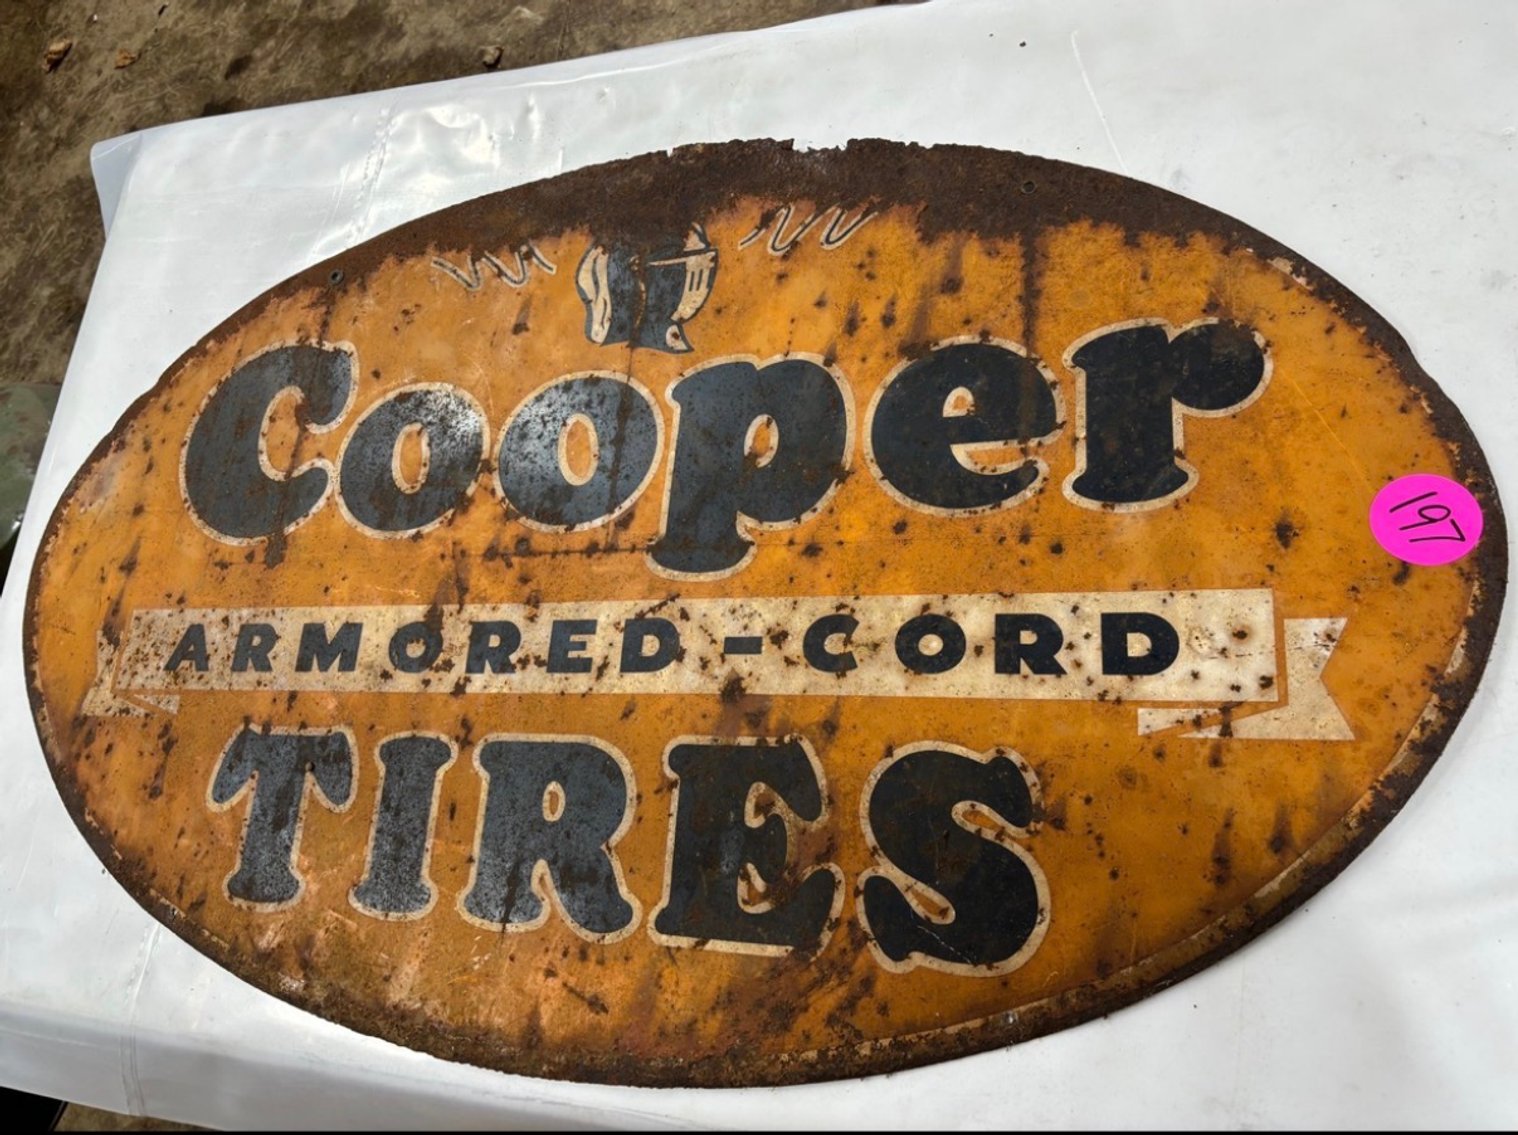 Cooper
ARMORED-CORD
197
TIRES